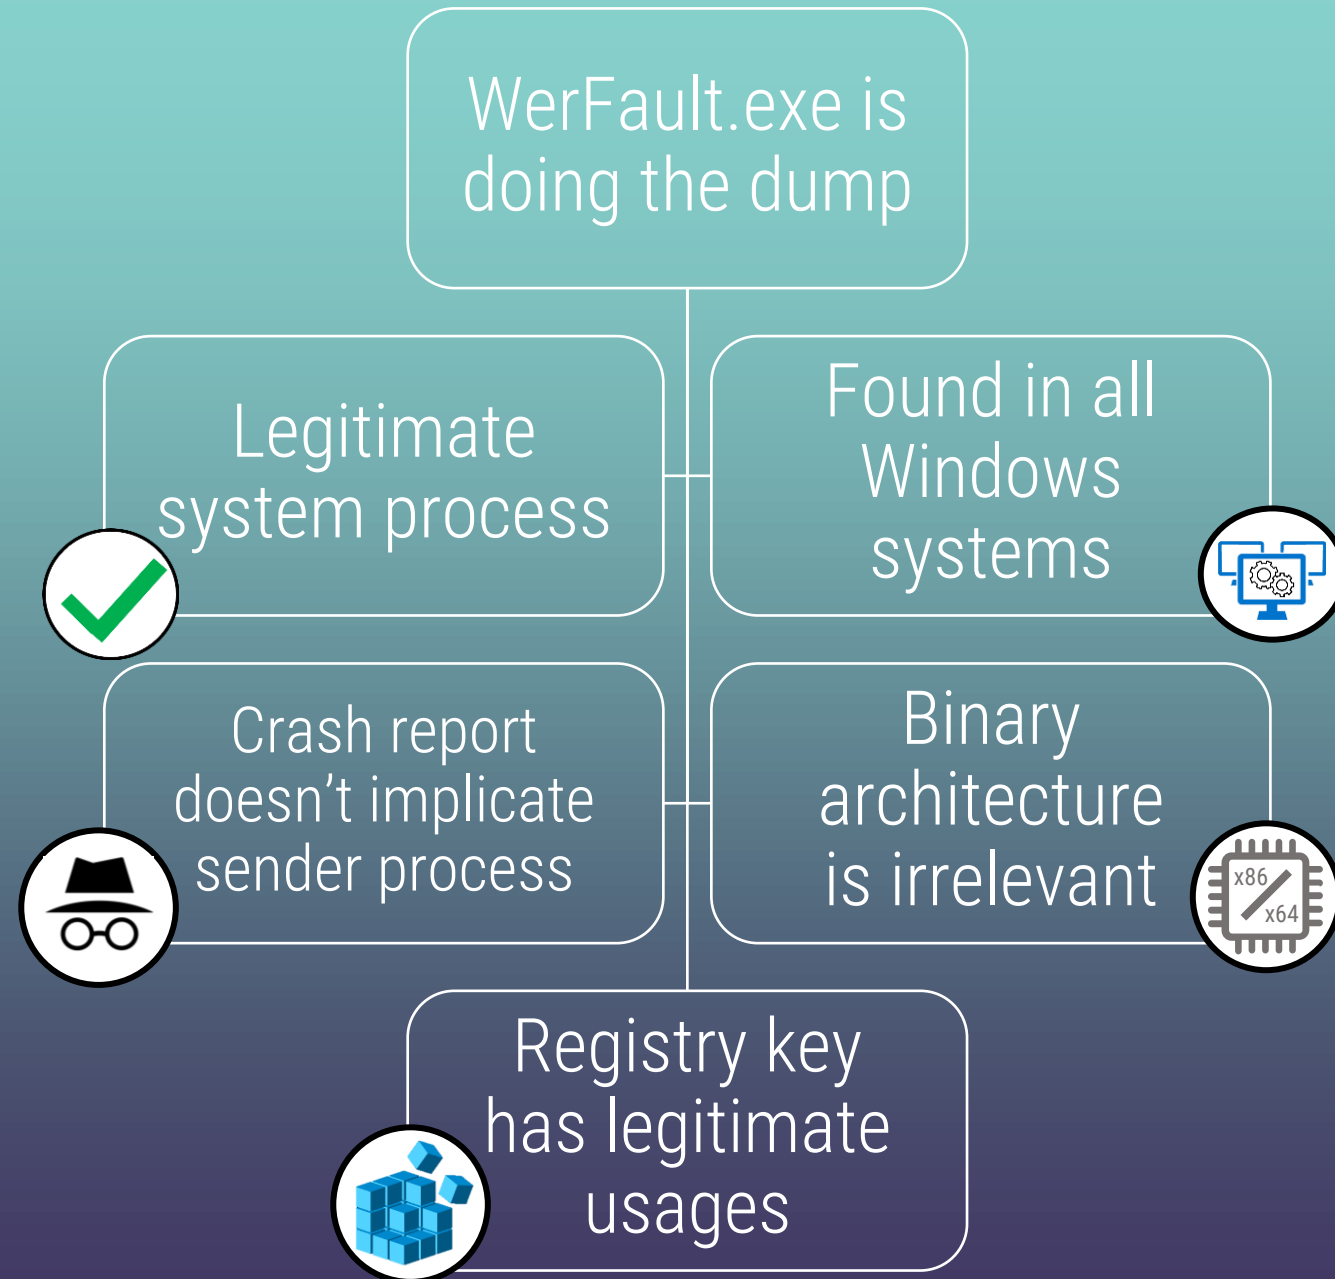 WerFault.exe is
doing the dump
Legitimate
system process
Found in all
Windows
systems
Crash report
doesn’t implicate
sender process
Binary
architecture
is irrelevant
x86
x64
Registry key
has legitimate
usages